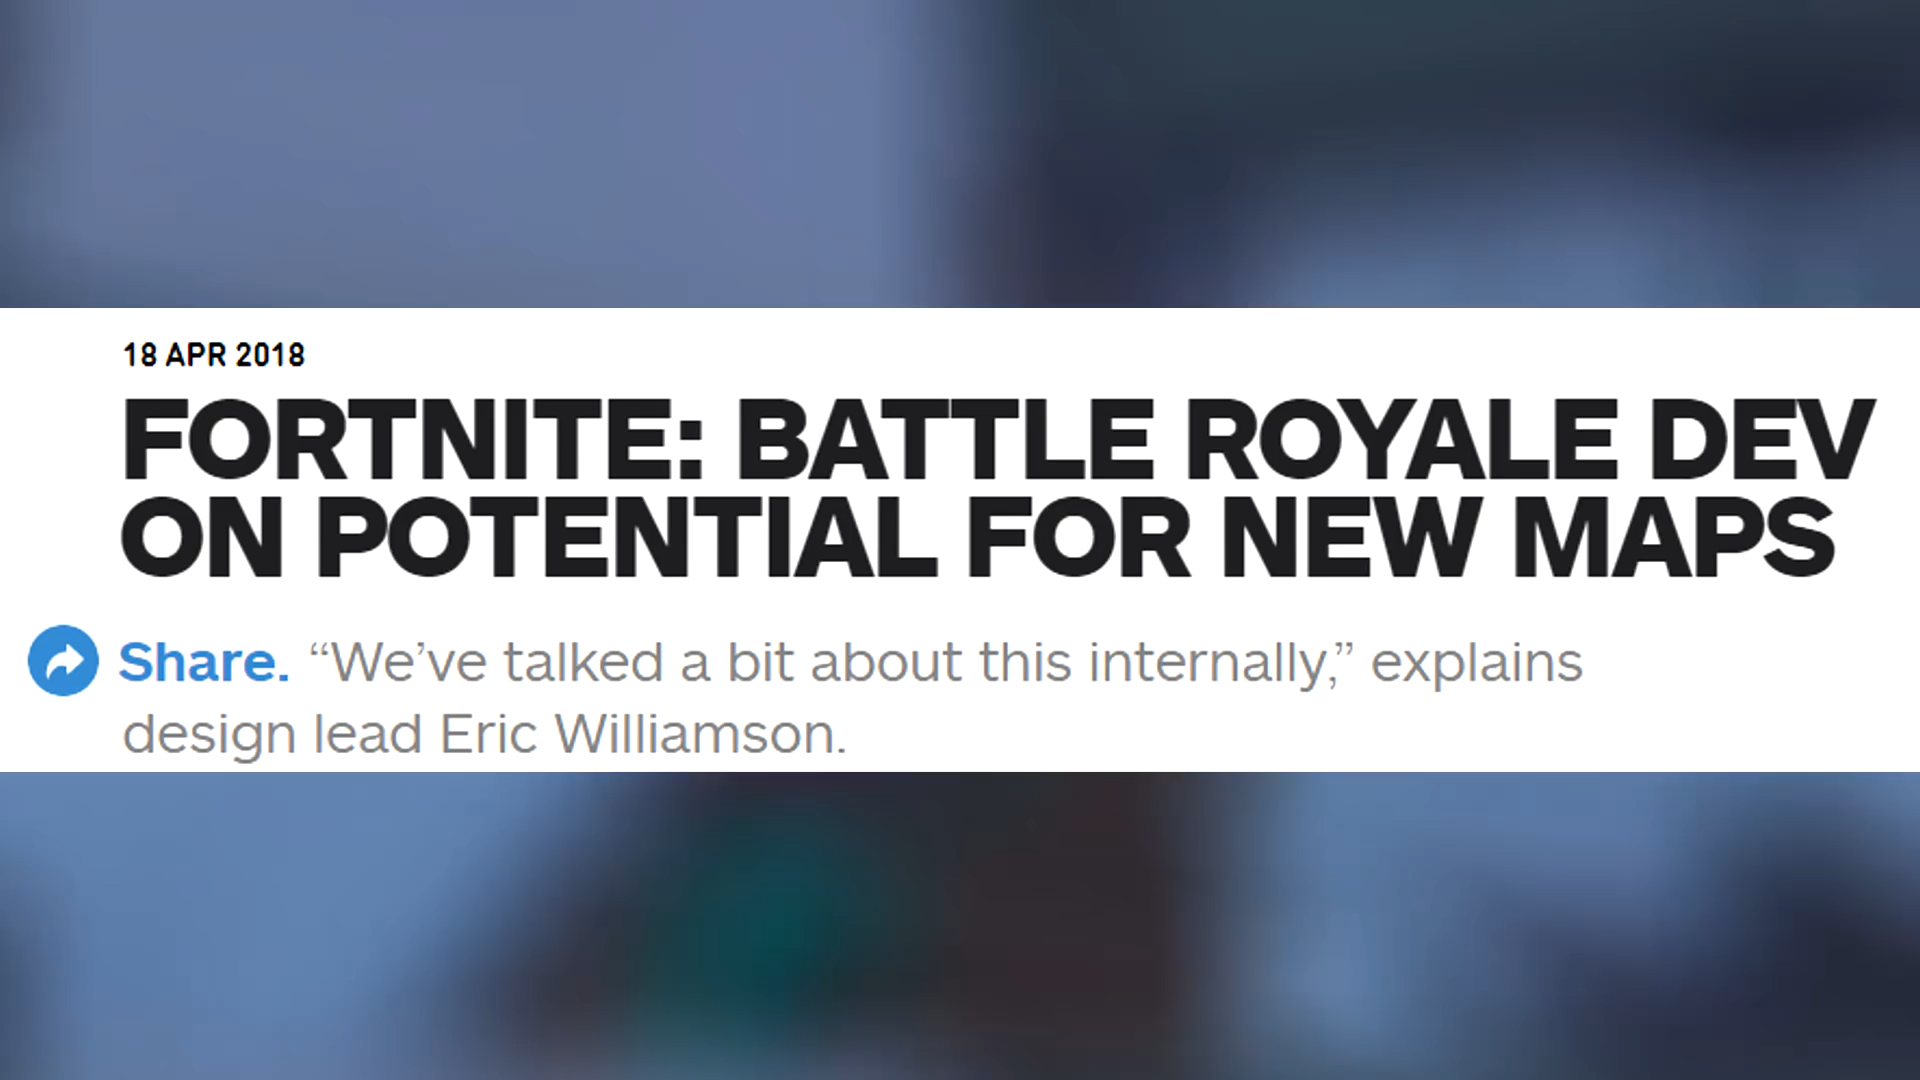 18 APR 2018
FORTNITE: BATTLE ROYALE DEV
ON POTENTIAL FOR NEW MAPS
Share. “We’ve talked a bit about this internally,” explains
design lead Eric Williamson.